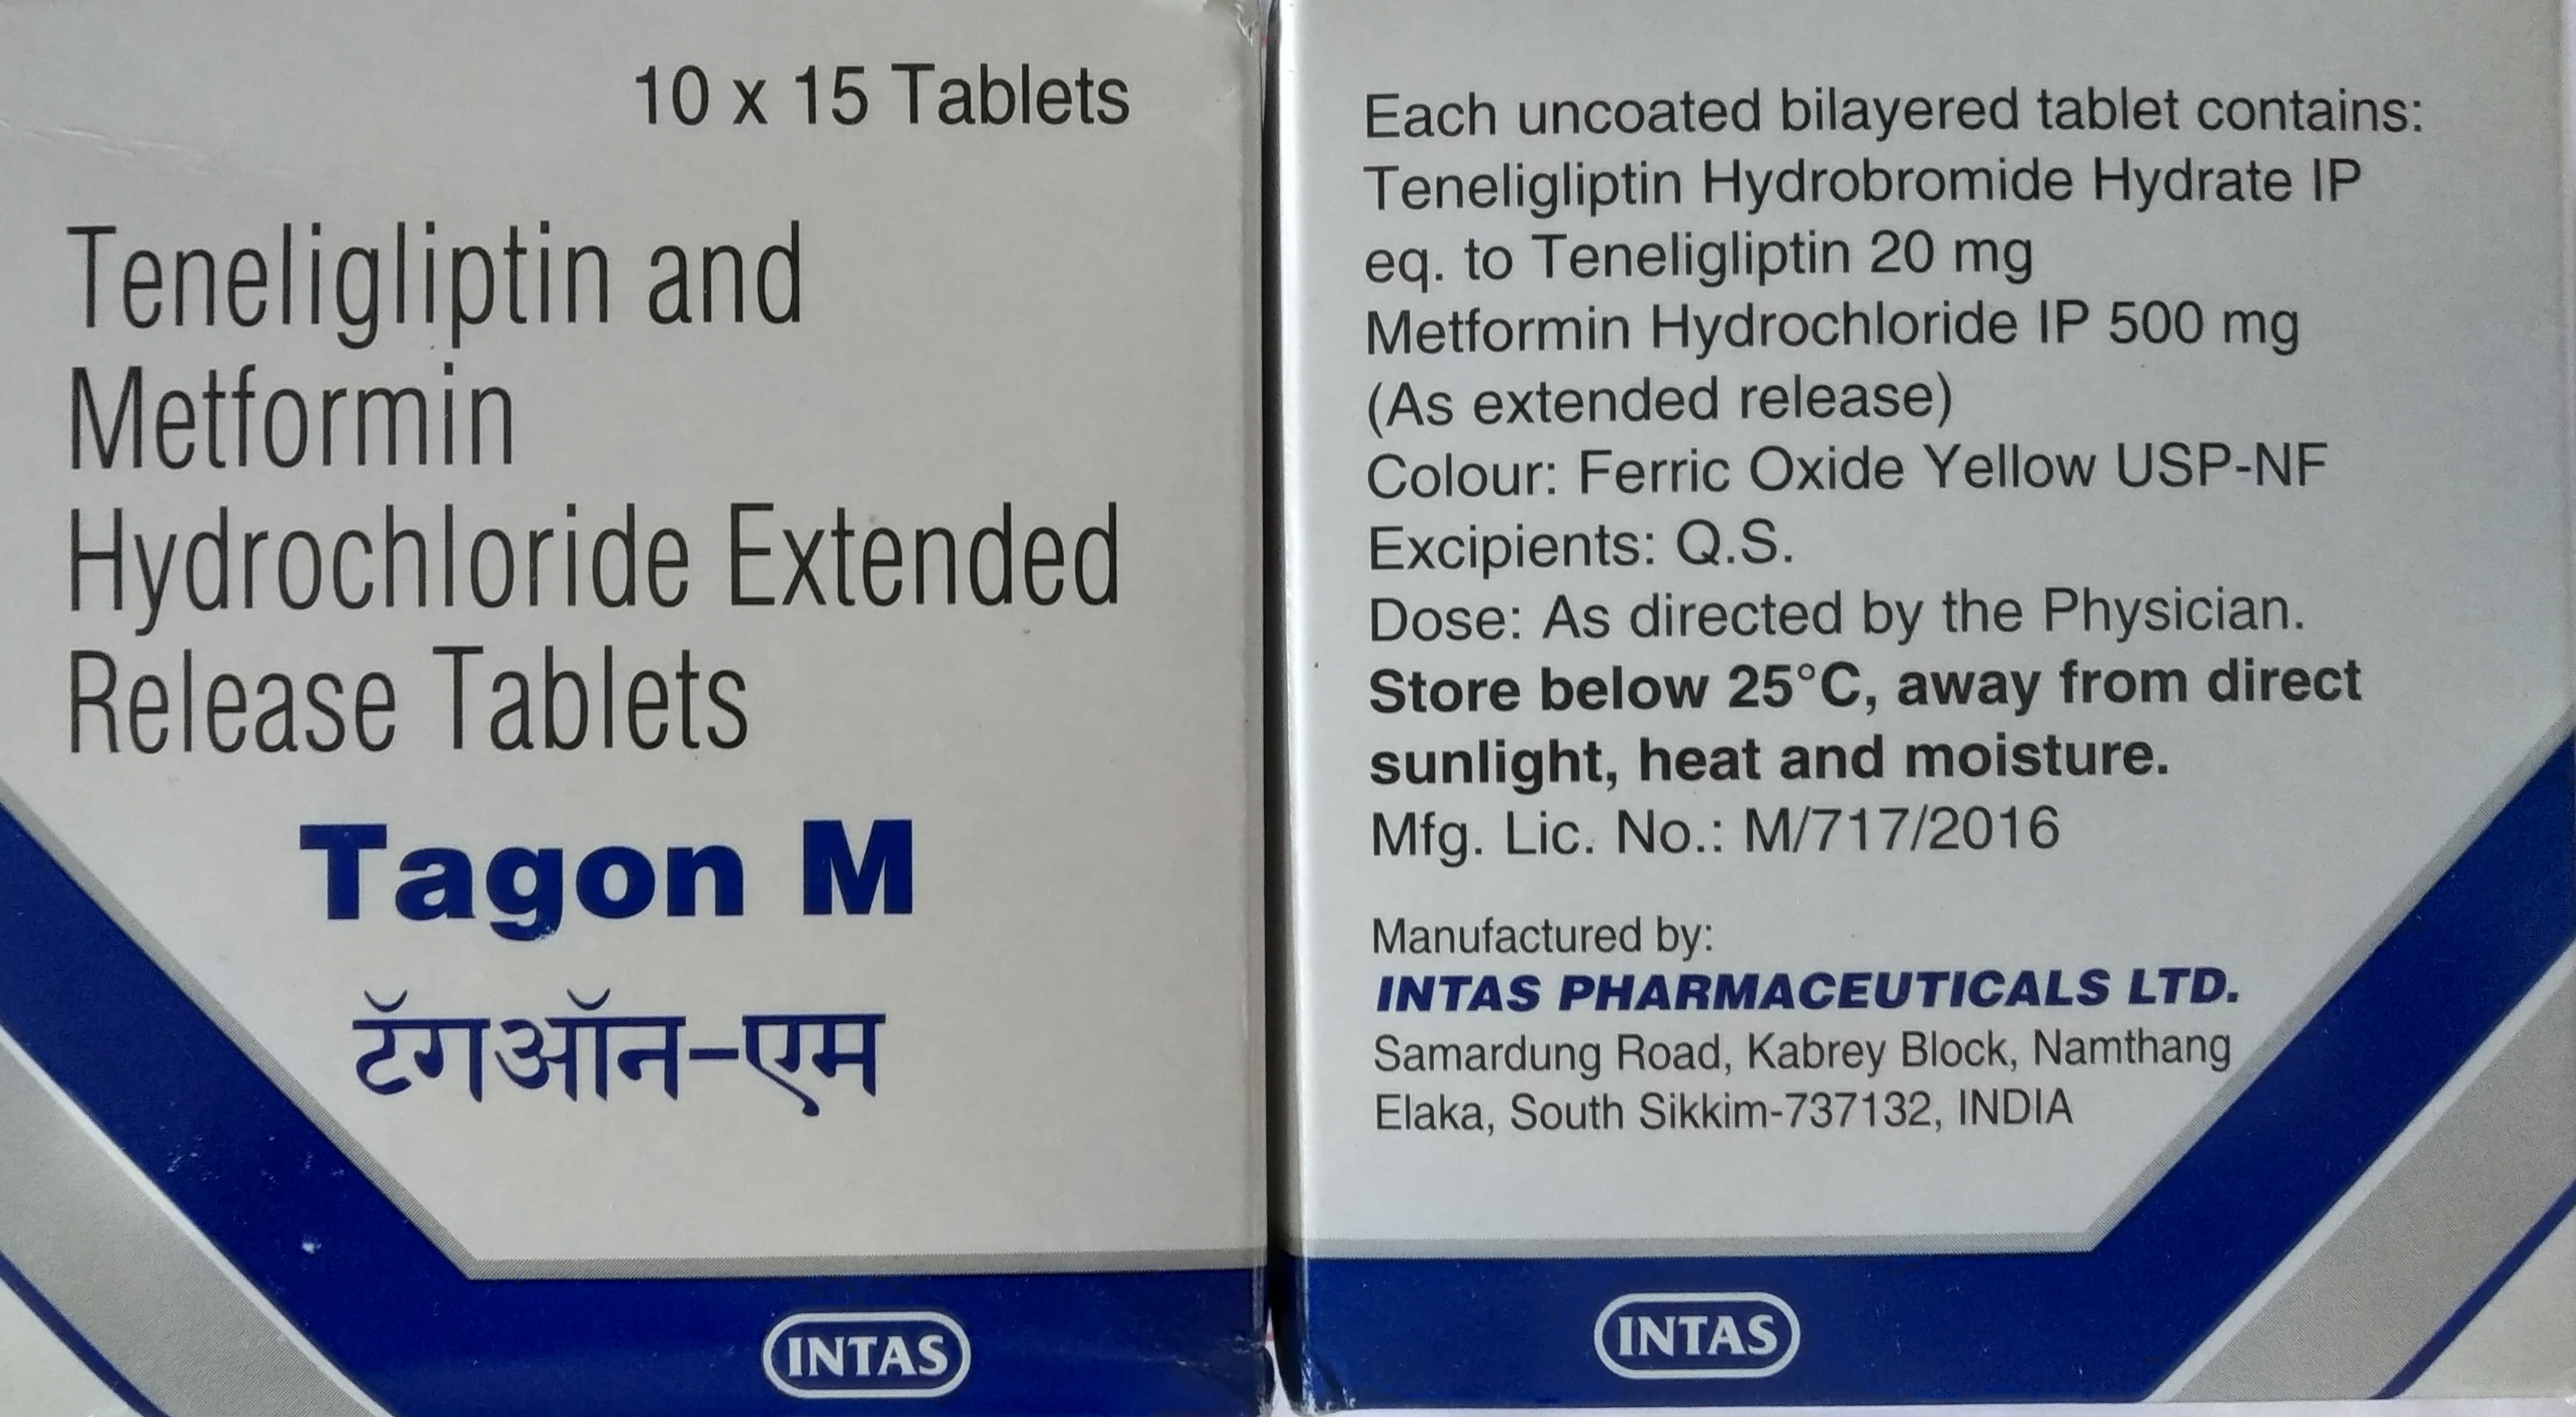 10 x 15 Tablets
Teneligliptin and
Metformin
Hydrochloride Extended
Release Tablets
Tagon M
टॅगऑन-एम
INTAS
Each uncoated bilayered tablet contains:
Teneligliptin Hydrobromide Hydrate IP
eq. to Teneligliptin 20 mg
Metformin Hydrochloride IP 500 mg
(As extended release)
Colour: Ferric Oxide Yellow USP-NF
Excipients: Q.S.
Dose: As directed by the Physician.
Store below 25°C, away from direct
sunlight, heat and moisture.
Mfg. Lic. No.: M/717/2016
Manufactured by:
INTAS PHARMACEUTICALS LTD.
Samardung Road, Kabrey Block, Namthang
Elaka, South Sikkim-737132, INDIA
INTAS